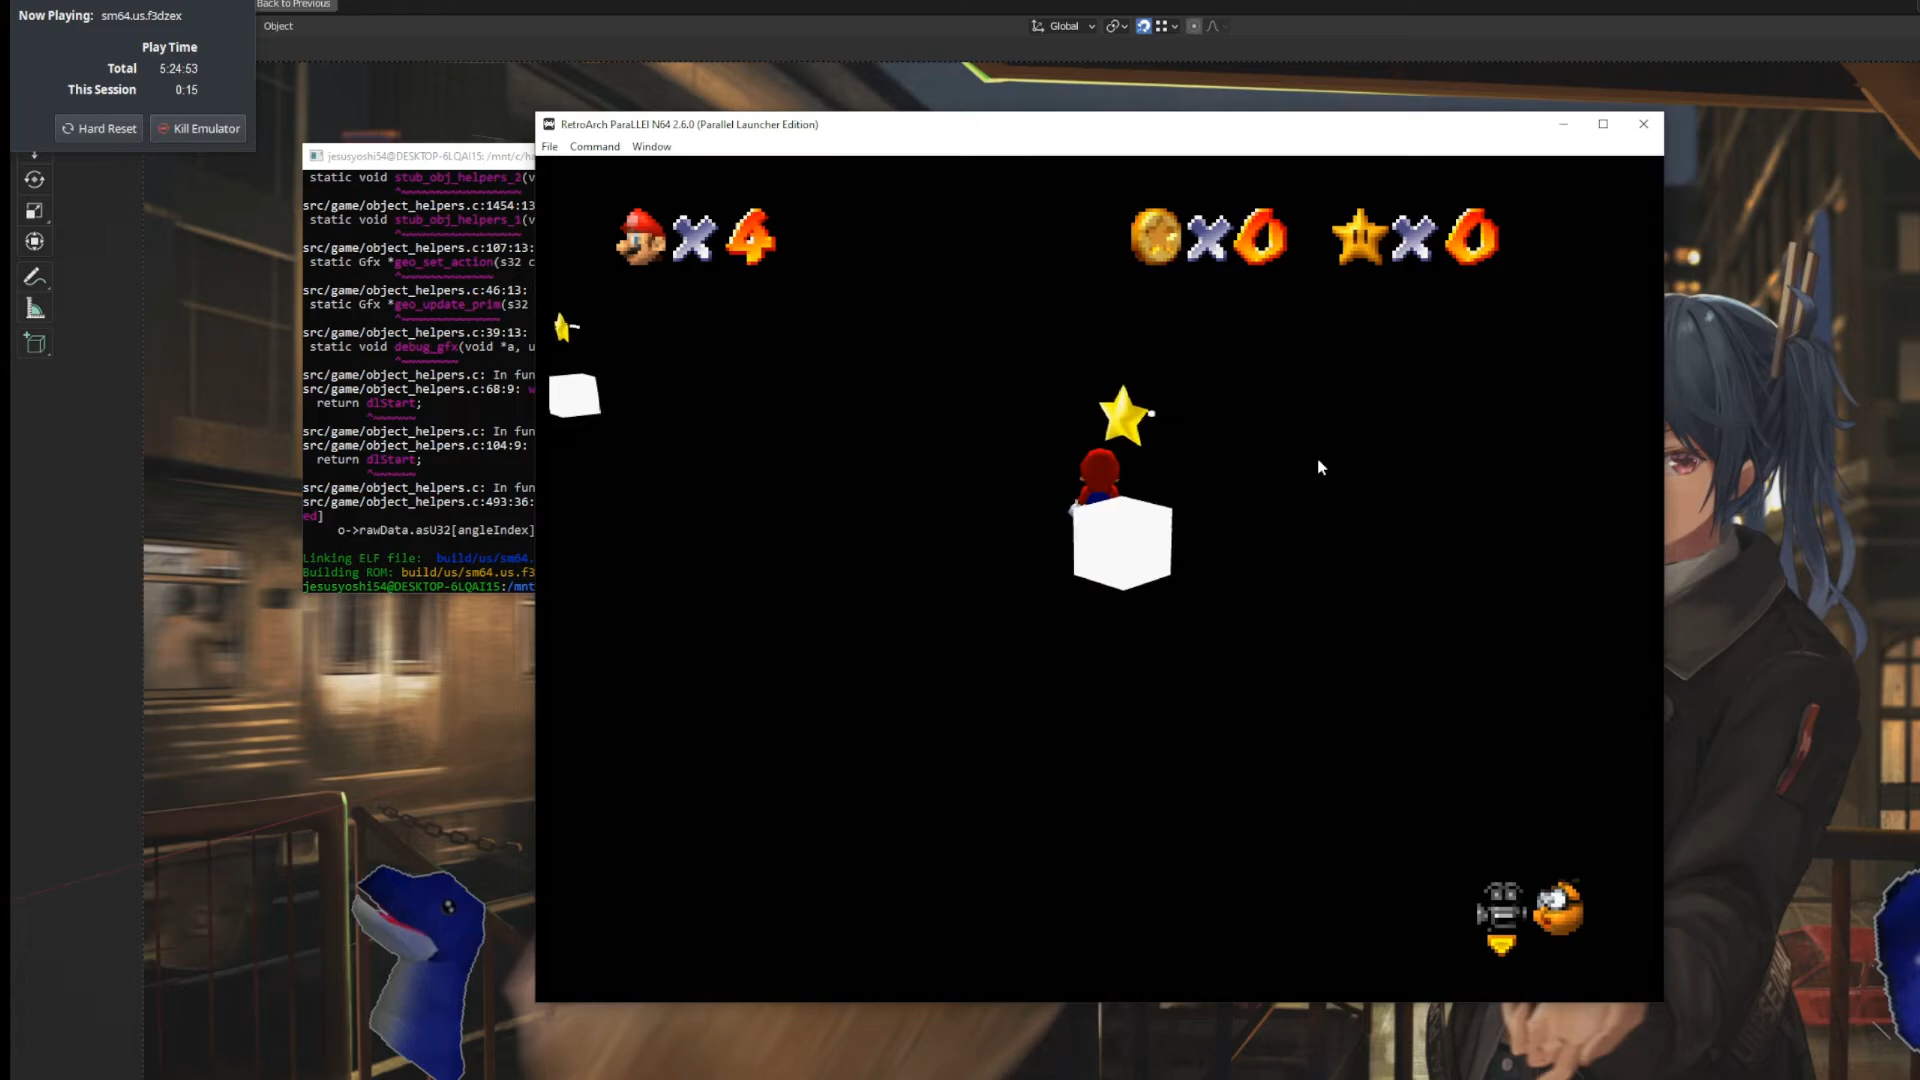 Now Playing: sm64.us.f3dzex
Play Time
Total 5:24:53
This Session 0:15
Hard Reset
Kill Emulator
Back to Previous
Object
Global
jesusyoshi54@DESKTOP-6LQAI15: /mnt/c/ha
static void stub_obj_helpers_2(v
src/game/object_helpers.c:1454:13
static void stub_obj_helpers_1(v
src/game/object_helpers.c:107:13:
static Gfx *geo_set_action(s32 c
src/game/object_helpers.c:46:13:
static Gfx *geo_update_prim(s32
src/game/object_helpers.c:39:13:
static void debug_gfx(void *a, u
src/game/object_helpers.c: In fun
src/game/object_helpers.c:68:9: w
return dlStart;
src/game/object_helpers.c: In fun
src/game/object_helpers.c:104:9:
return dlStart;
src/game/object_helpers.c: In fun
src/game/object_helpers.c:493:36:
ed]
o->rawData.asU32[angleIndex]
Linking ELF file: build/us/sm64.
Building ROM: build/us/sm64.us.f3
jesusyoshi54@DESKTOP-6LQAI15:/mnt
RetroArch ParaLLEl N64 2.6.0 (Parallel Launcher Edition)
File Command Window
×4 ×0 ×0